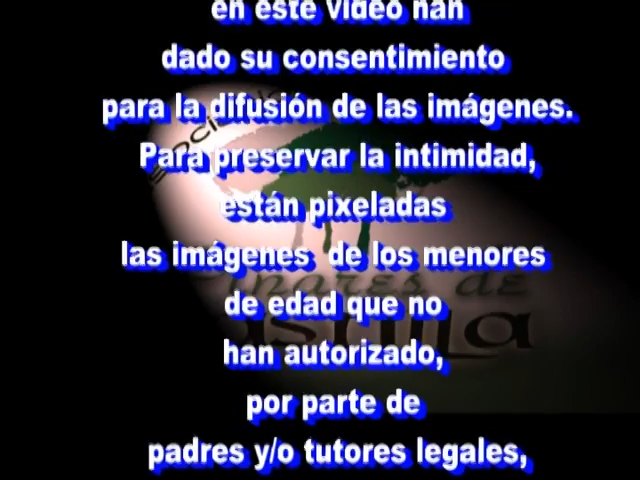 en este vídeo han
dado su consentimiento
para la difusión de las imágenes.
Para preservar la intimidad,
están pixeladas
las imágenes de los menores
de edad que no
han autorizado,
por parte de
padres y/o tutores legales,